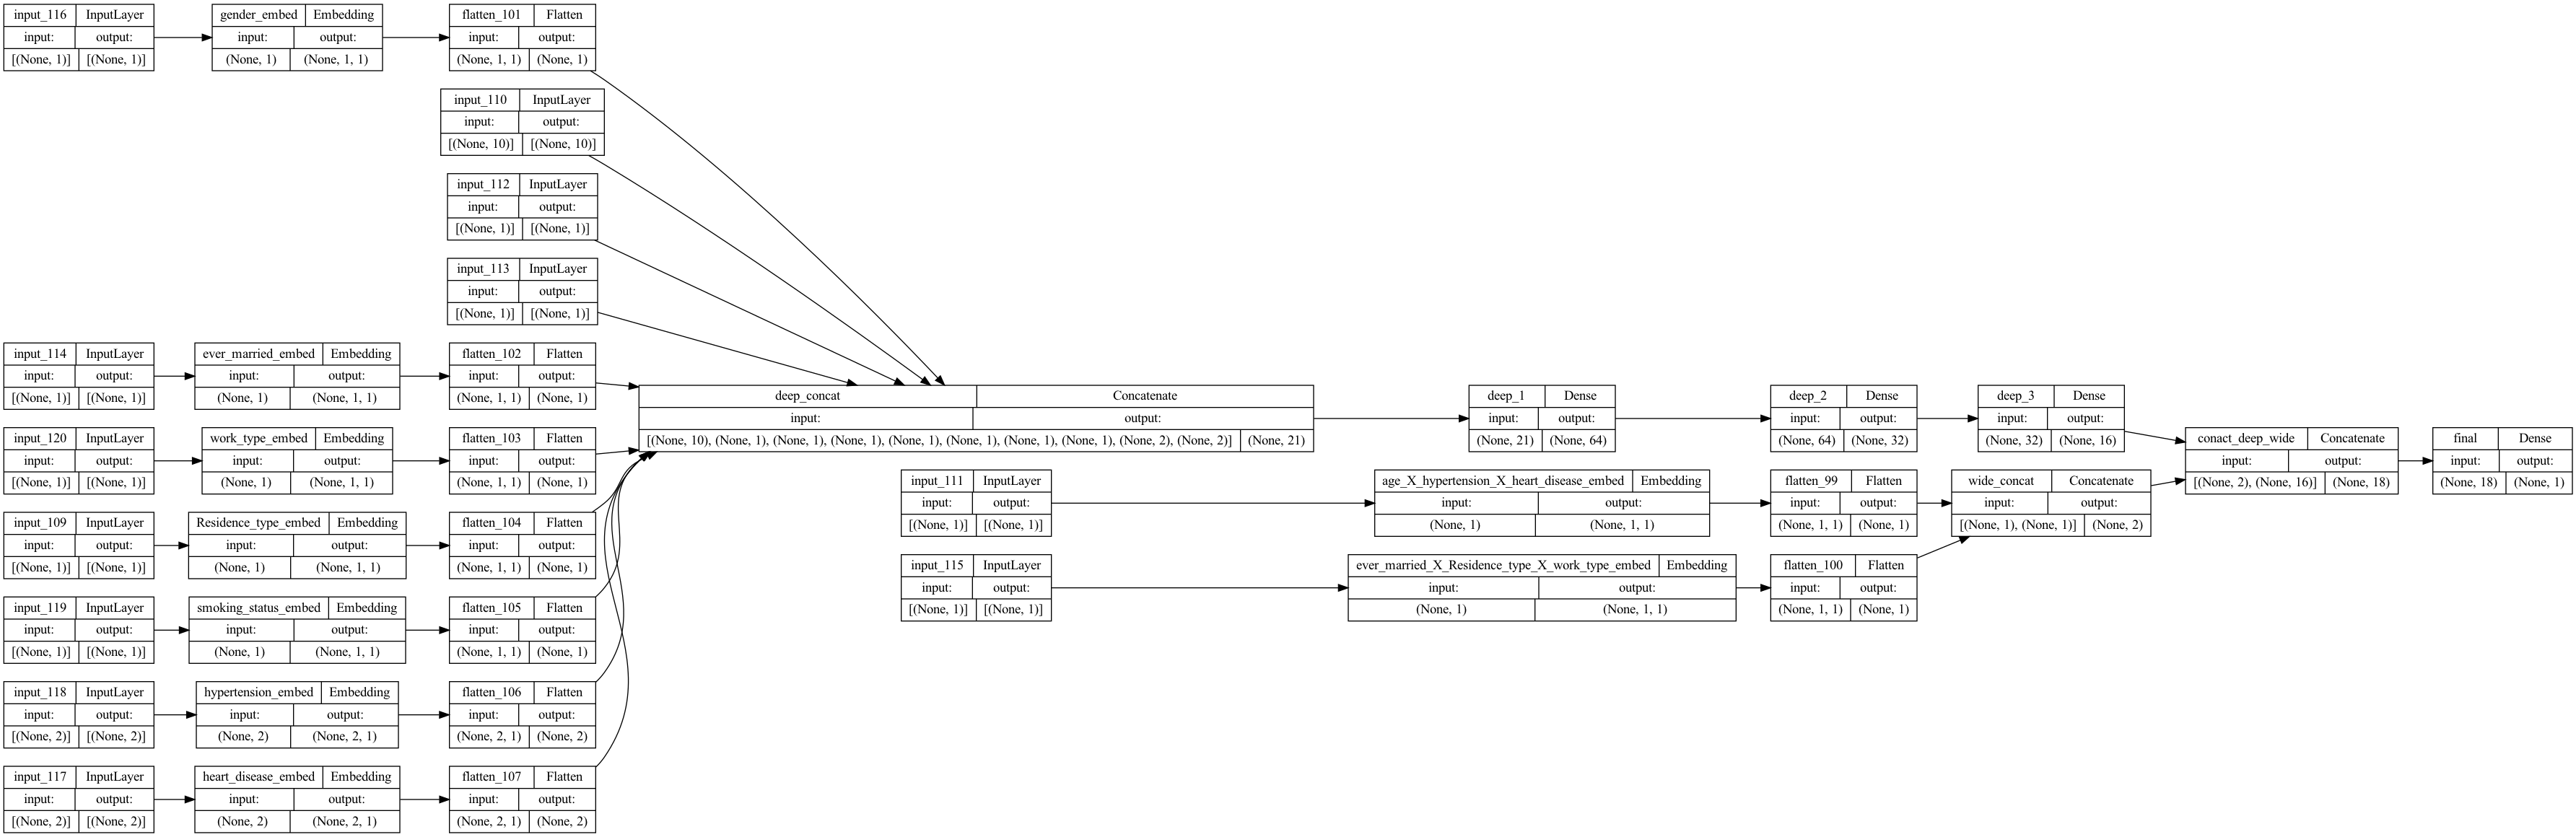 input_116 InputLayer
input: output:
[(None, 1)] [(None, 1)]
gender_embed Embedding
input: output:
(None, 1) (None, 1, 1)
flatten_101 Flatten
input: output:
(None, 1, 1) (None, 1)
input_110 InputLayer
input: output:
[(None, 10)] [(None, 10)]
input_112 InputLayer
input: output:
[(None, 1)] [(None, 1)]
input_113 InputLayer
input: output:
[(None, 1)] [(None, 1)]
input_114 InputLayer
input: output:
[(None, 1)] [(None, 1)]
ever_married_embed Embedding
input: output:
(None, 1) (None, 1, 1)
flatten_102 Flatten
input: output:
(None, 1, 1) (None, 1)
input_120 InputLayer
input: output:
[(None, 1)] [(None, 1)]
work_type_embed Embedding
input: output:
(None, 1) (None, 1, 1)
flatten_103 Flatten
input: output:
(None, 1, 1) (None, 1)
input_109 InputLayer
input: output:
[(None, 1)] [(None, 1)]
Residence_type_embed Embedding
input: output:
(None, 1) (None, 1, 1)
flatten_104 Flatten
input: output:
(None, 1, 1) (None, 1)
input_119 InputLayer
input: output:
[(None, 1)] [(None, 1)]
smoking_status_embed Embedding
input: output:
(None, 1) (None, 1, 1)
flatten_105 Flatten
input: output:
(None, 1, 1) (None, 1)
input_118 InputLayer
input: output:
[(None, 2)] [(None, 2)]
hypertension_embed Embedding
input: output:
(None, 2) (None, 2, 1)
flatten_106 Flatten
input: output:
(None, 2, 1) (None, 2)
input_117 InputLayer
input: output:
[(None, 2)] [(None, 2)]
heart_disease_embed Embedding
input: output:
(None, 2) (None, 2, 1)
flatten_107 Flatten
input: output:
(None, 2, 1) (None, 2)
deep_concat Concatenate
input: output:
[(None, 10), (None, 1), (None, 1), (None, 1), (None, 1), (None, 1), (None, 1), (None, 1), (None, 2), (None, 2)] (None, 21)
deep_1 Dense
input: output:
(None, 21) (None, 64)
deep_2 Dense
input: output:
(None, 64) (None, 32)
deep_3 Dense
input: output:
(None, 32) (None, 16)
input_111 InputLayer
input: output:
[(None, 1)] [(None, 1)]
age_X_hypertension_X_heart_disease_embed Embedding
input: output:
(None, 1) (None, 1, 1)
flatten_99 Flatten
input: output:
(None, 1, 1) (None, 1)
input_115 InputLayer
input: output:
[(None, 1)] [(None, 1)]
ever_married_X_Residence_type_X_work_type_embed Embedding
input: output:
(None, 1) (None, 1, 1)
flatten_100 Flatten
input: output:
(None, 1, 1) (None, 1)
wide_concat Concatenate
input: output:
[(None, 1), (None, 1)] (None, 2)
conact_deep_wide Concatenate
input: output:
[(None, 2), (None, 16)] (None, 18)
final Dense
input: output:
(None, 18) (None, 1)